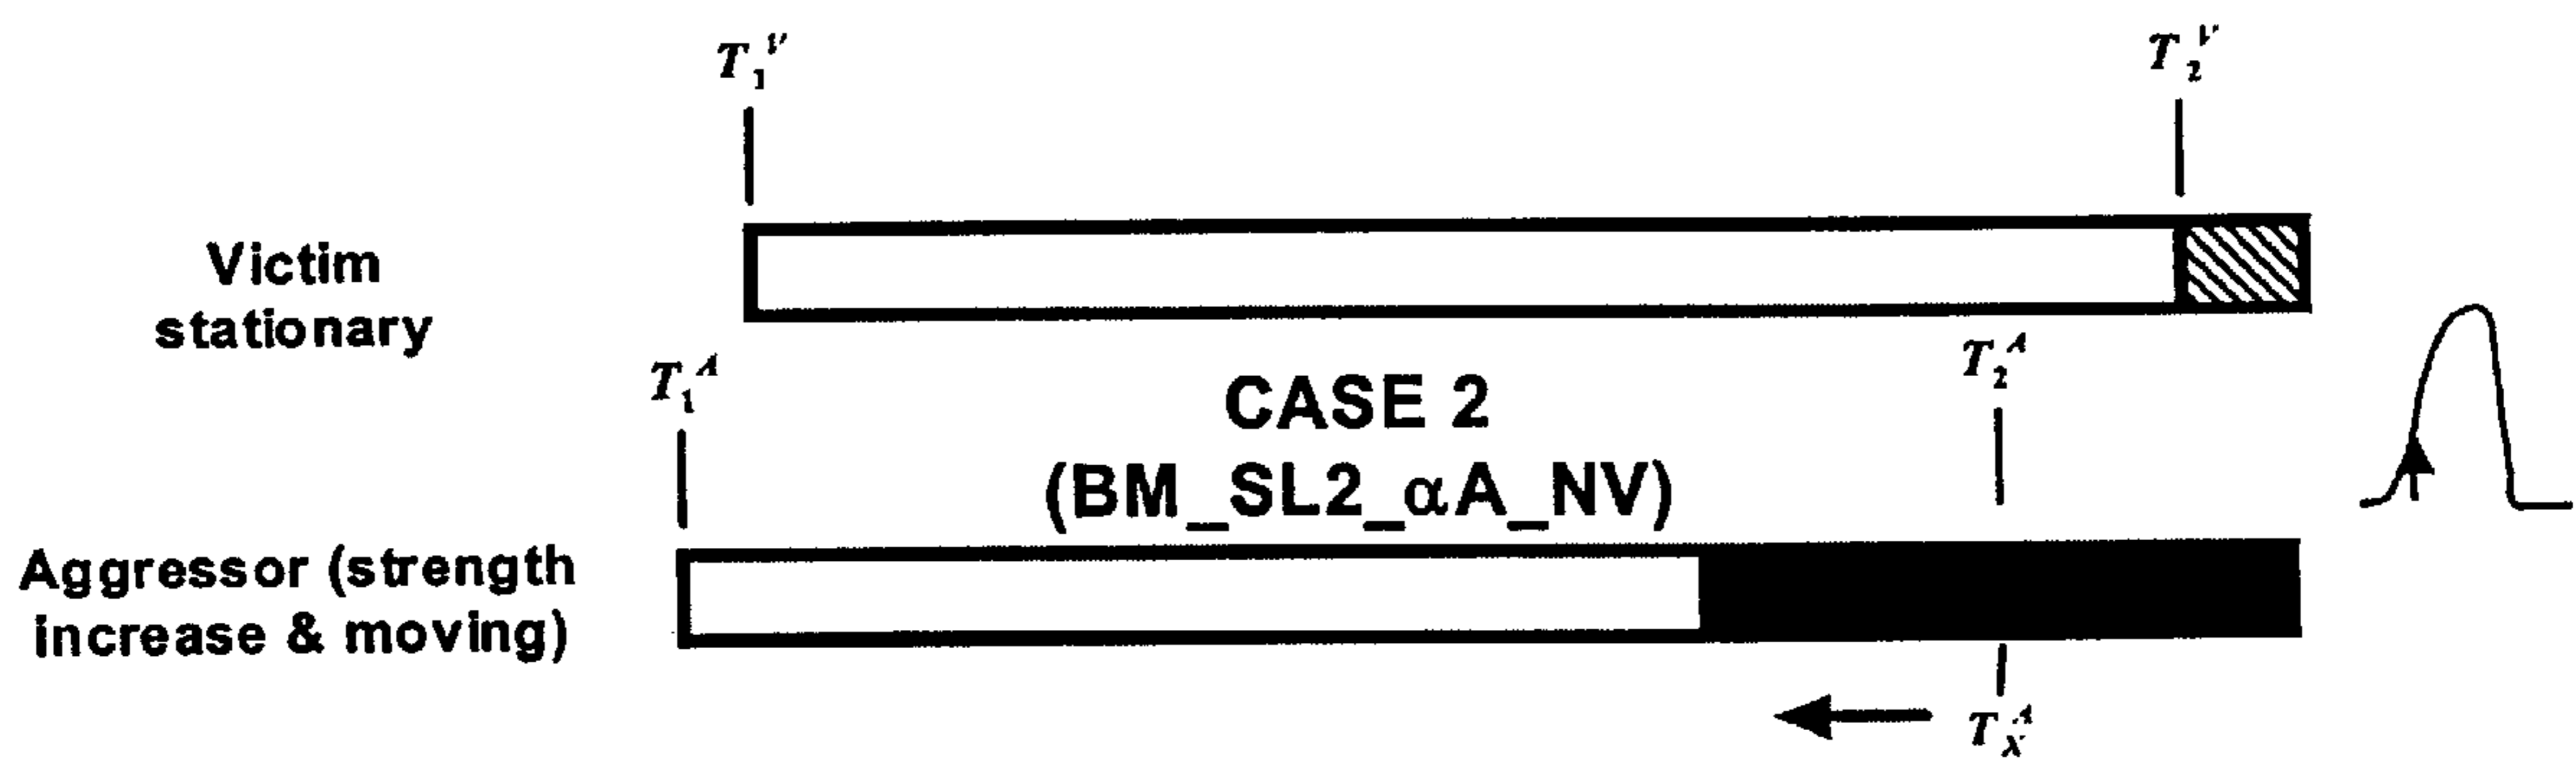 T₁ⱽ
T₂ⱽ
Victim
stationary
T₁ᴬ
T₂ᴬ
CASE 2
(BM_SL2_αA_NV)
Aggressor (strength
increase & moving)
Tₓᴬ